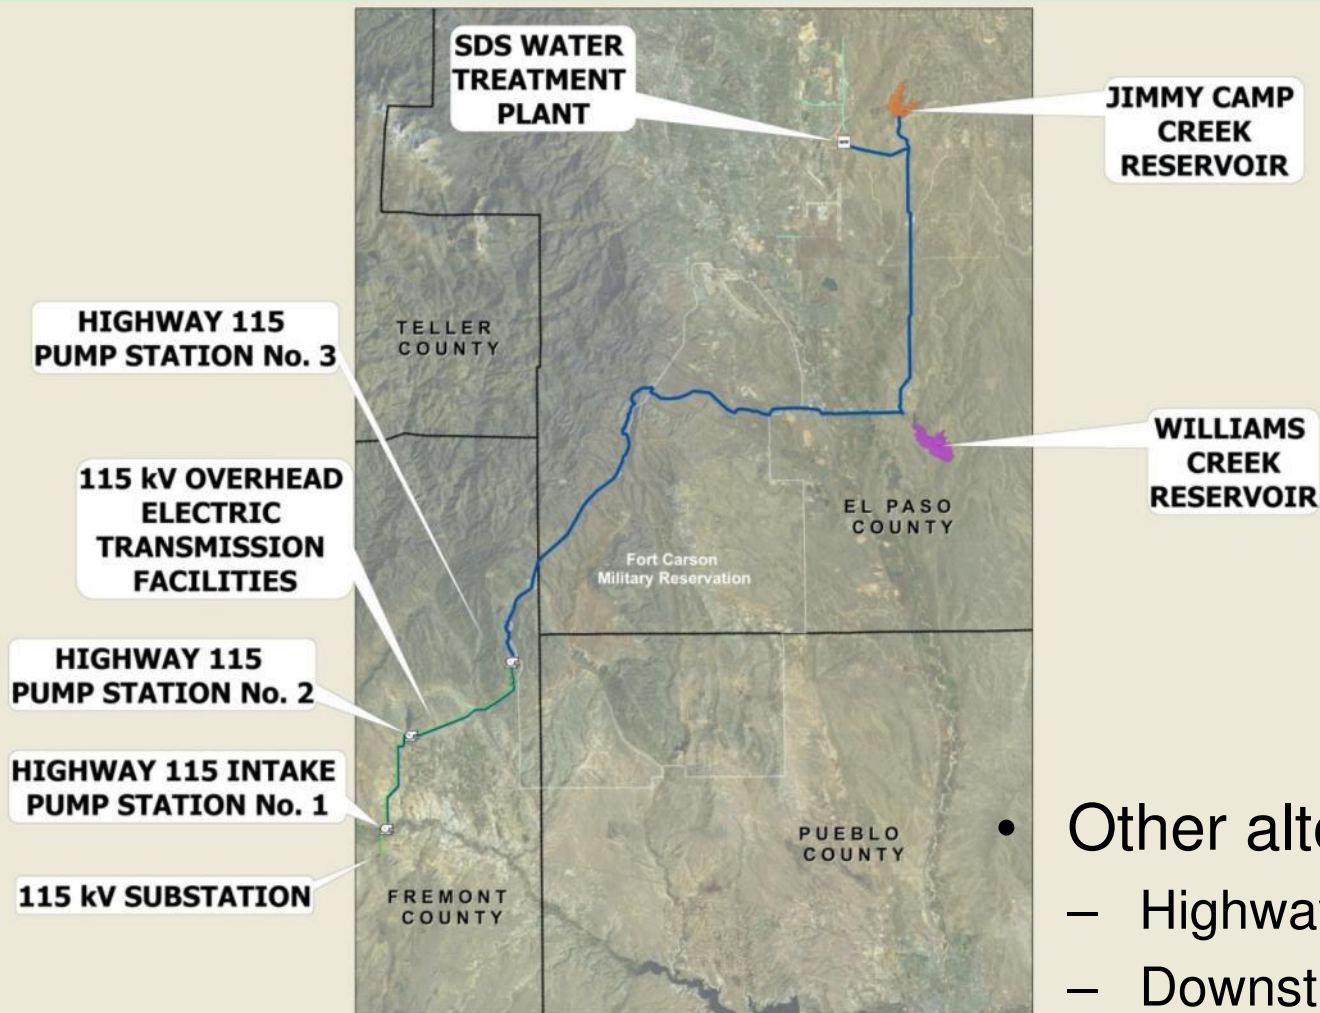 SDS WATER
TREATMENT
PLANT
JIMMY CAMP
CREEK
RESERVOIR
HIGHWAY 115
PUMP STATION No. 3
TELLER
COUNTY
WILLIAMS
CREEK
RESERVOIR
115 kV OVERHEAD
ELECTRIC
TRANSMISSION
FACILITIES
EL PASO
COUNTY
Fort Carson
Military Reservation
HIGHWAY 115
PUMP STATION No. 2
HIGHWAY 115 INTAKE
PUMP STATION No. 1
PUEBLO
COUNTY
115 kV SUBSTATION
FREMONT
COUNTY
• Other
–
–